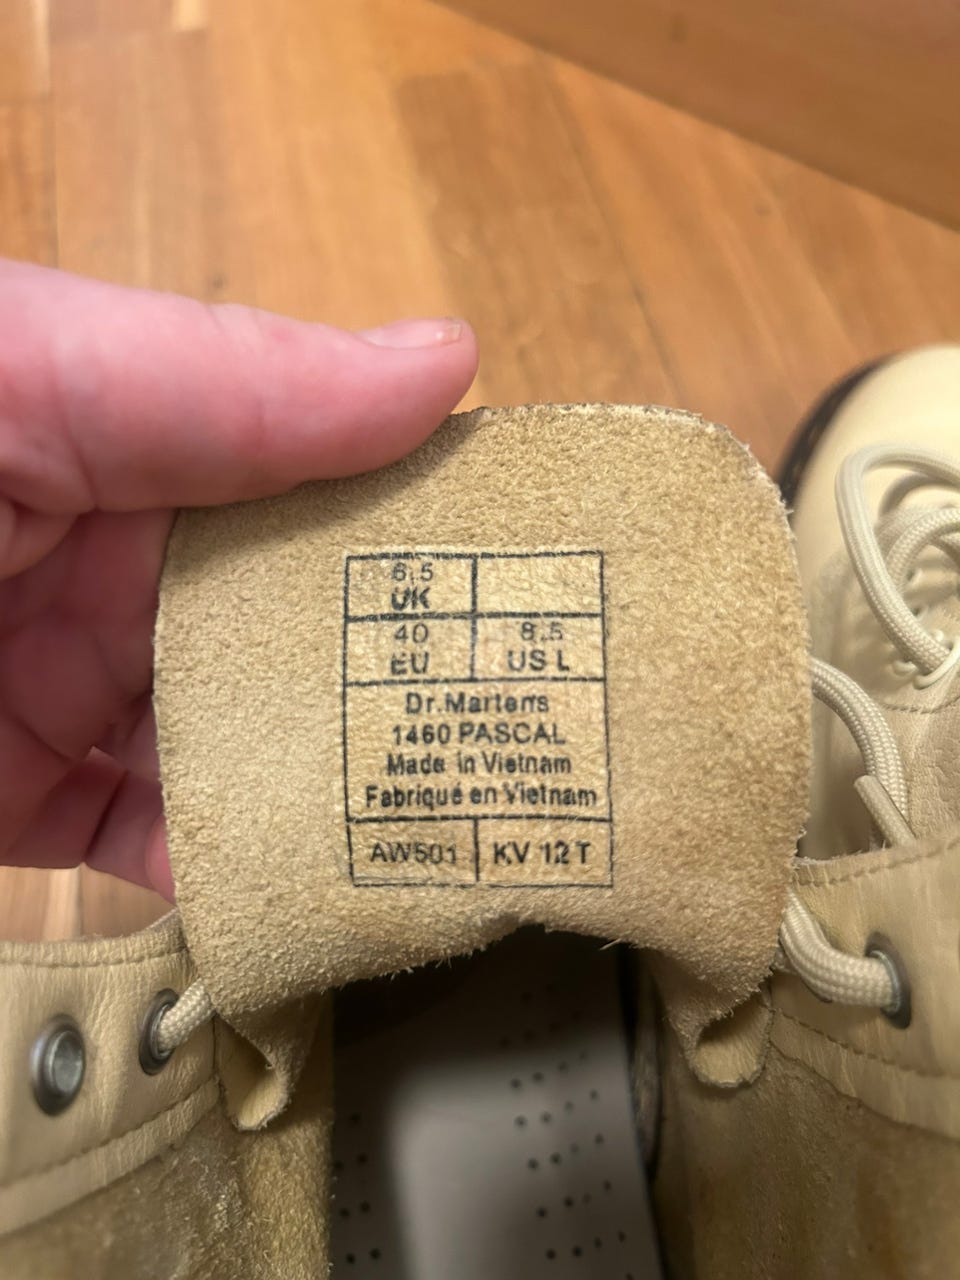 6.5
UK
40
EU
8.5
US L
Dr.Martens
1460 PASCAL
Made in Vietnam
Fabriqué en Vietnam
AW501
KV 12 T